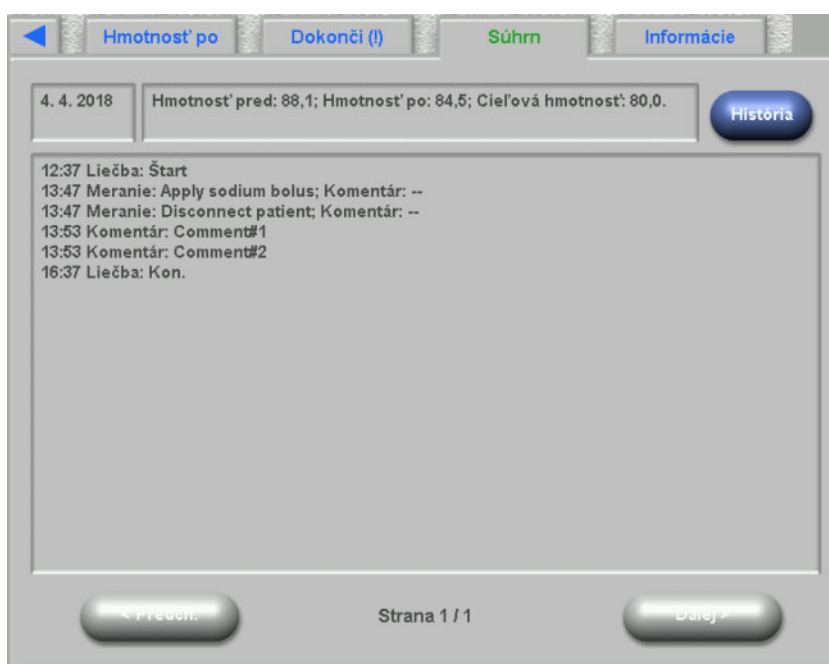 Hmotnosť po Dokonči (!) Súhrn Informácie
4. 4. 2018 Hmotnosť pred: 88,1; Hmotnosť po: 84,5; Cieľová hmotnosť: 80,0.
História
12:37 Liečba: Štart
13:47 Meranie: Apply sodium bolus; Komentár: --
13:47 Meranie: Disconnect patient; Komentár: --
13:53 Komentár: Comment#1
13:53 Komentár: Comment#2
16:37 Liečba: Kon.
< Predch. Strana 1 / 1 Ďalej >